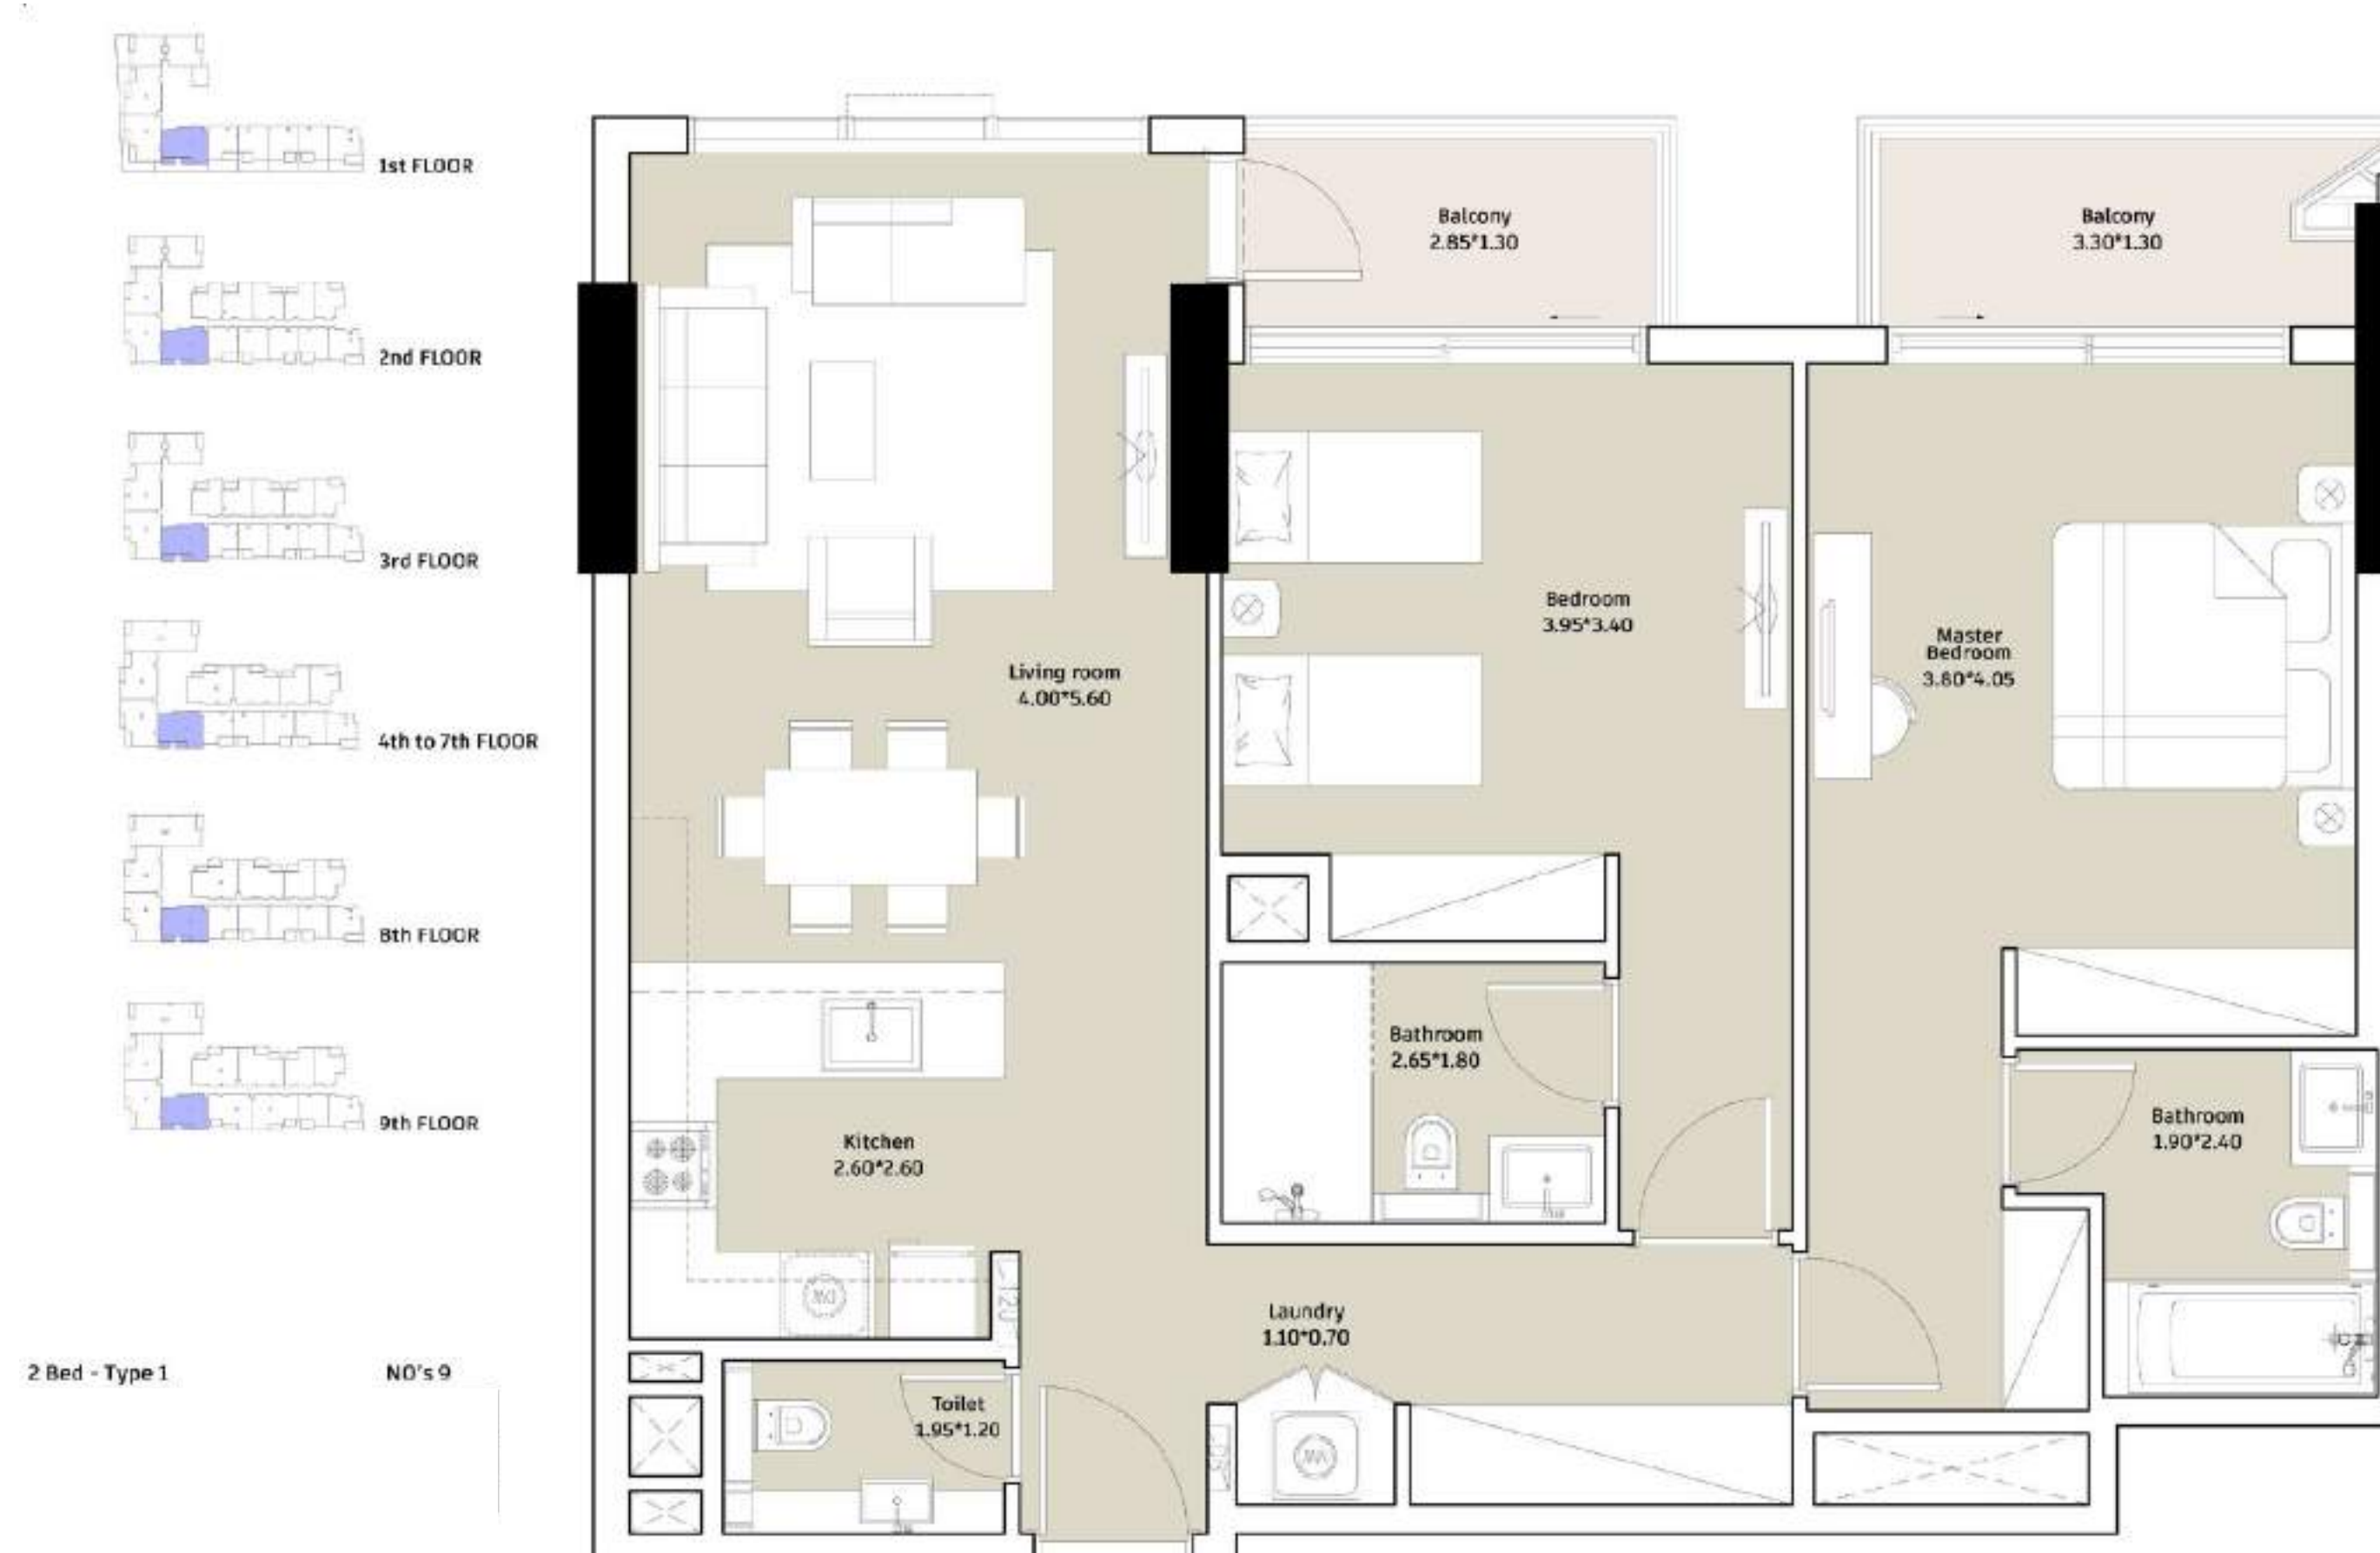 1st FLOOR
2nd FLOOR
3rd FLOOR
4th to 7th FLOOR
8th FLOOR
9th FLOOR
2 Bed - Type 1
NO's 9
Balcony
2.85*1.30
Balcony
3.30*1.30
Bedroom
3.95*3.40
Master
Bedroom
3.80*4.05
Living room
4.00*5.60
Bathroom
2.65*1.80
Bathroom
1.90*2.40
Kitchen
2.60*2.60
DW
120
Laundry
1.10*0.70
Toilet
1.95*1.20
WM